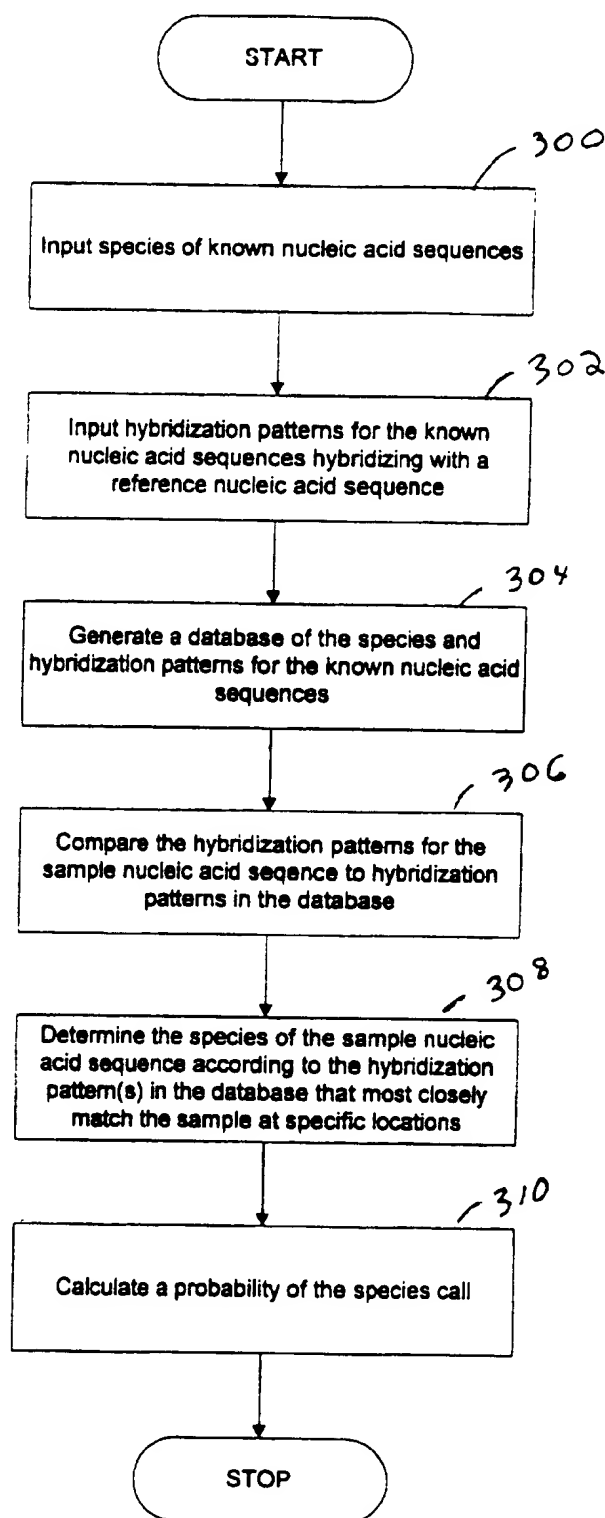 START
300
Input species of known nucleic acid sequences
302
Input hybridization patterns for the known
nucleic acid sequences hybridizing with a
reference nucleic acid sequence
304
Generate a database of the species and
hybridization patterns for the known nucleic acid
sequences
306
Compare the hybridization patterns for the
sample nucleic acid seqence to hybridization
patterns in the database
308
Determine the species of the sample nucleic
acid sequence according to the hybridization
pattern(s) in the database that most closely
match the sample at specific locations
310
Calculate a probability of the species call
STOP